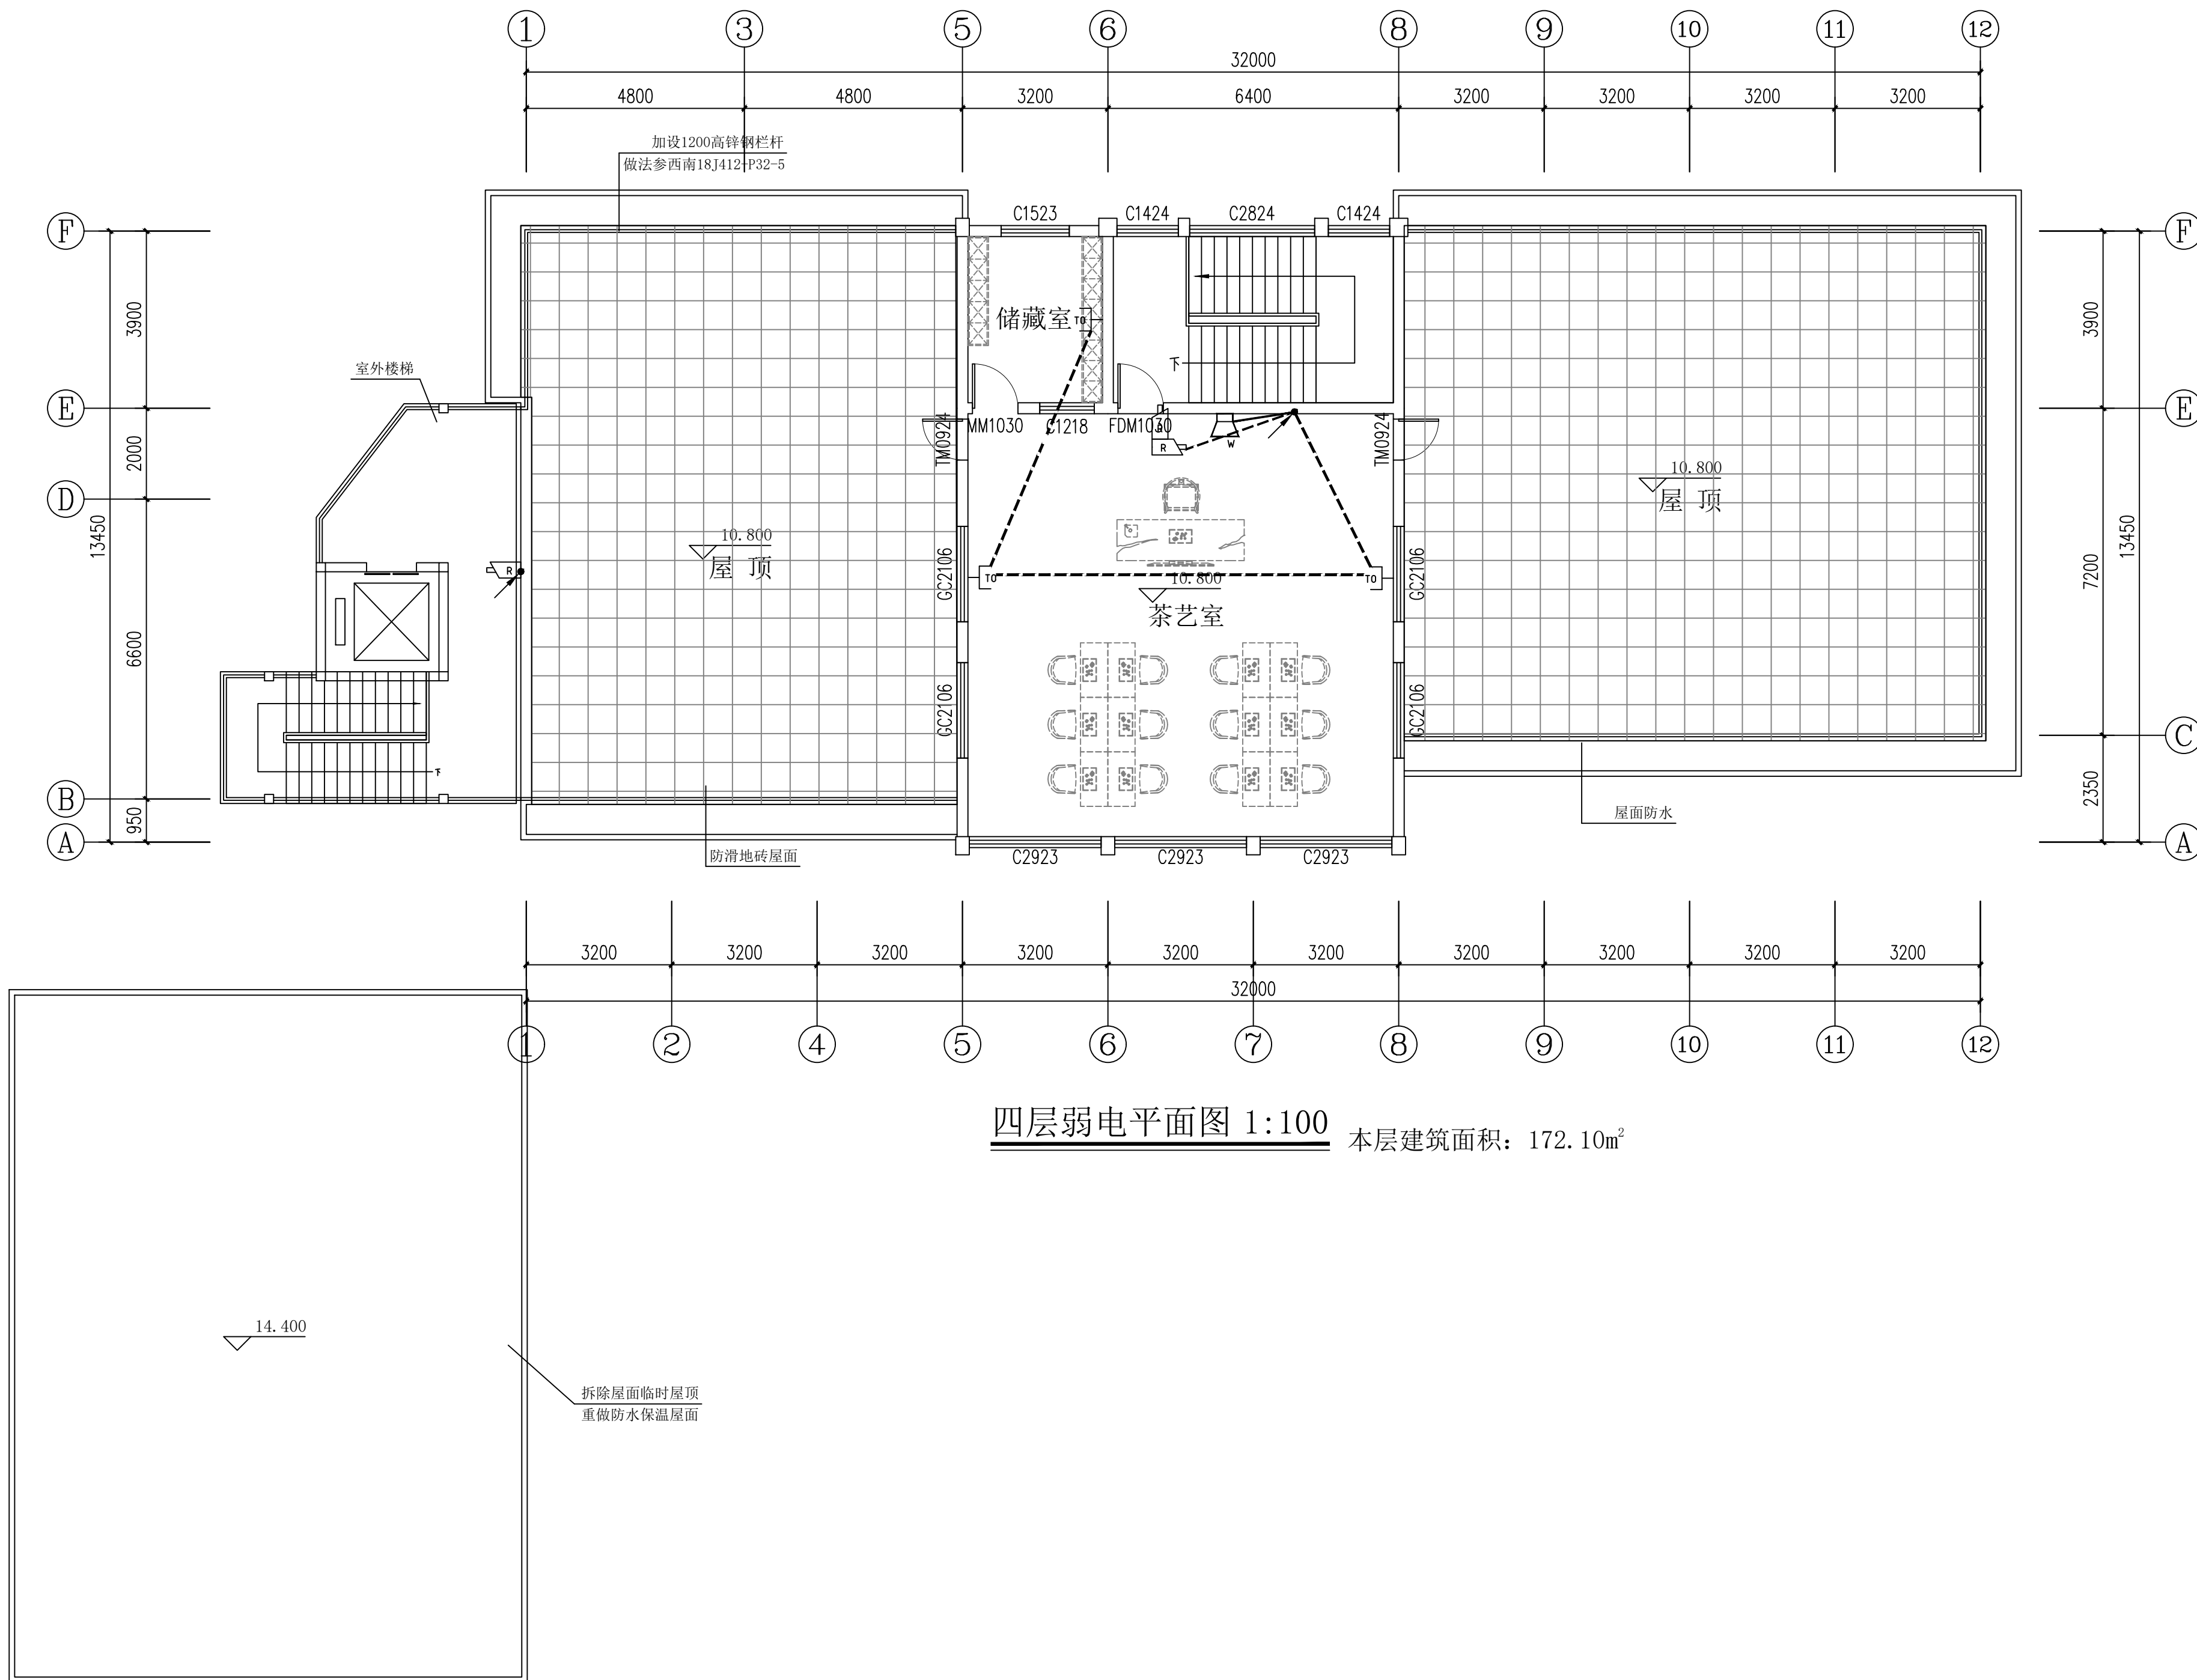 1 3 5 6 8 9 10 11 12
32000
4800 4800 3200 6400 3200 3200 3200 3200
加设1200高锌钢栏杆
做法参西南18J412-P32-5
C1523 C1424 C2824 C1424
F F
3900 3900
储藏室 TO
室外楼梯
下
E E
MM1030 C1218 FDM1030
TM0924 TM0924
R
R W
2000
10.800
屋 顶
D
13450 13450
10.800
屋 顶
R
GC2106 GC2106
TO TO
10.800
茶艺室
7200
6600
GC2106 GC2106
C
下
B
950 2350
屋面防水
A A
防滑地砖屋面
C2923 C2923 C2923
3200 3200 3200 3200 3200 3200 3200 3200 3200 3200
32000
1 2 4 5 6 7 8 9 10 11 12
四层弱电平面图 1:100
本层建筑面积：172.10m²
14.400
拆除屋面临时屋顶
重做防水保温屋面